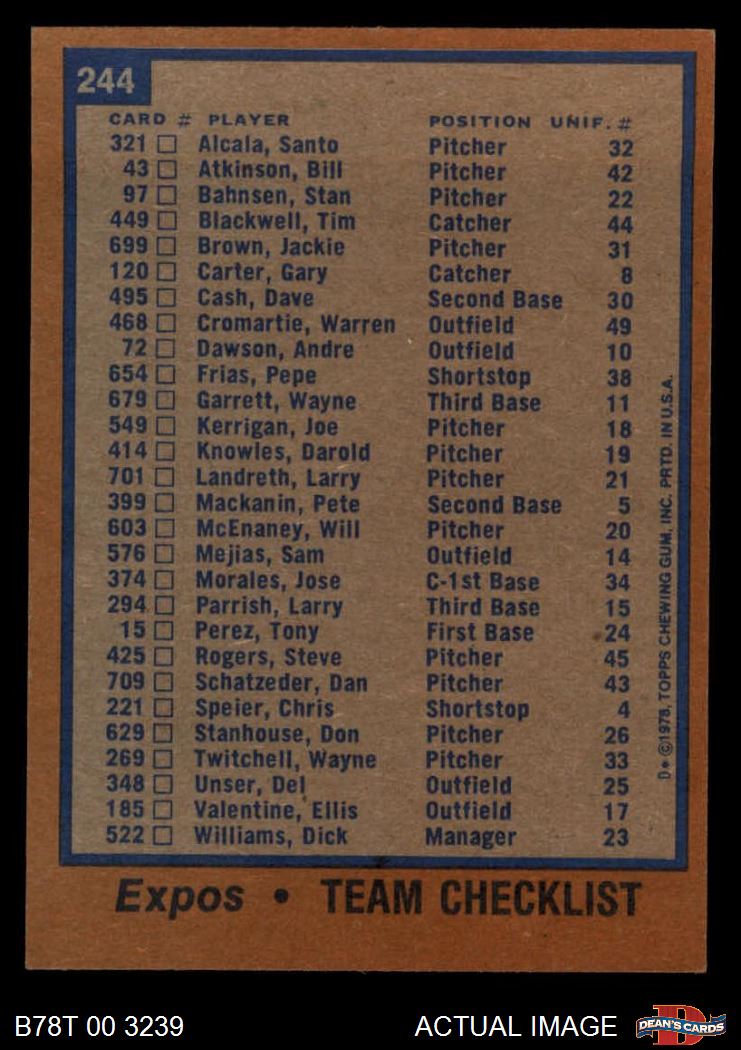 244
CARD # PLAYER POSITION UNIF. #
321 Alcala, Santo Pitcher 32
43 Atkinson, Bill Pitcher 42
97 Bahnsen, Stan Pitcher 22
449 Blackwell, Tim Catcher 44
699 Brown, Jackie Pitcher 31
120 Carter, Gary Catcher 8
495 Cash, Dave Second Base 30
468 Cromartie, Warren Outfield 49
72 Dawson, Andre Outfield 10
654 Frias, Pepe Shortstop 38
679 Garrett, Wayne Third Base 11
549 Kerrigan, Joe Pitcher 18
414 Knowles, Darold Pitcher 19
701 Landreth, Larry Pitcher 21
399 Mackanin, Pete Second Base 5
603 McEnaney, Will Pitcher 20
576 Mejias, Sam Outfield 14
374 Morales, Jose C-1st Base 34
294 Parrish, Larry Third Base 15
15 Perez, Tony First Base 24
425 Rogers, Steve Pitcher 45
709 Schatzeder, Dan Pitcher 43
221 Speier, Chris Shortstop 4
629 Stanhouse, Don Pitcher 26
269 Twitchell, Wayne Pitcher 33
348 Unser, Del Outfield 25
185 Valentine, Ellis Outfield 17
522 Williams, Dick Manager 23
D* ©1978, TOPPS CHEWING GUM, INC. PRTD. IN U.S.A.
Expos • TEAM CHECKLIST
B78T 00 3239 ACTUAL IMAGE
D
DEAN'S CARDS